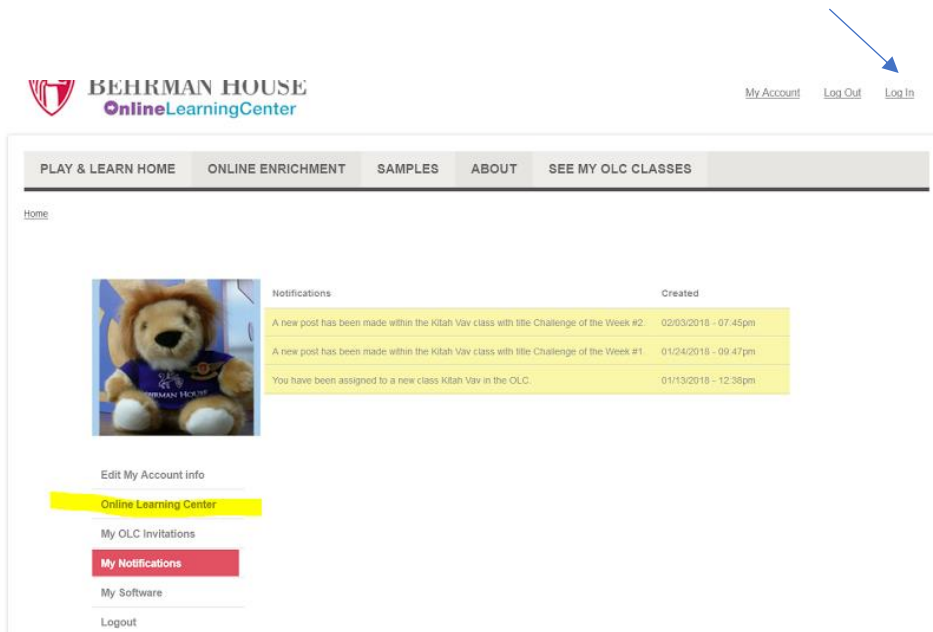 BEHRMAN HOUSE
OnlineLearningCenter
My Account Log Out Log In
PLAY & LEARN HOME ONLINE ENRICHMENT SAMPLES ABOUT SEE MY OLC CLASSES
Home
Notifications Created
A new post has been made within the Kitah Vav class with title Challenge of the Week #2. 02/03/2018 - 07:45pm
A new post has been made within the Kitah Vav class with title Challenge of the Week #1. 01/24/2018 - 09:47pm
You have been assigned to a new class Kitah Vav in the OLC. 01/13/2018 - 12:36pm
BEHRMAN HOUSE
Edit My Account info
Online Learning Center
My OLC Invitations
My Notifications
My Software
Logout